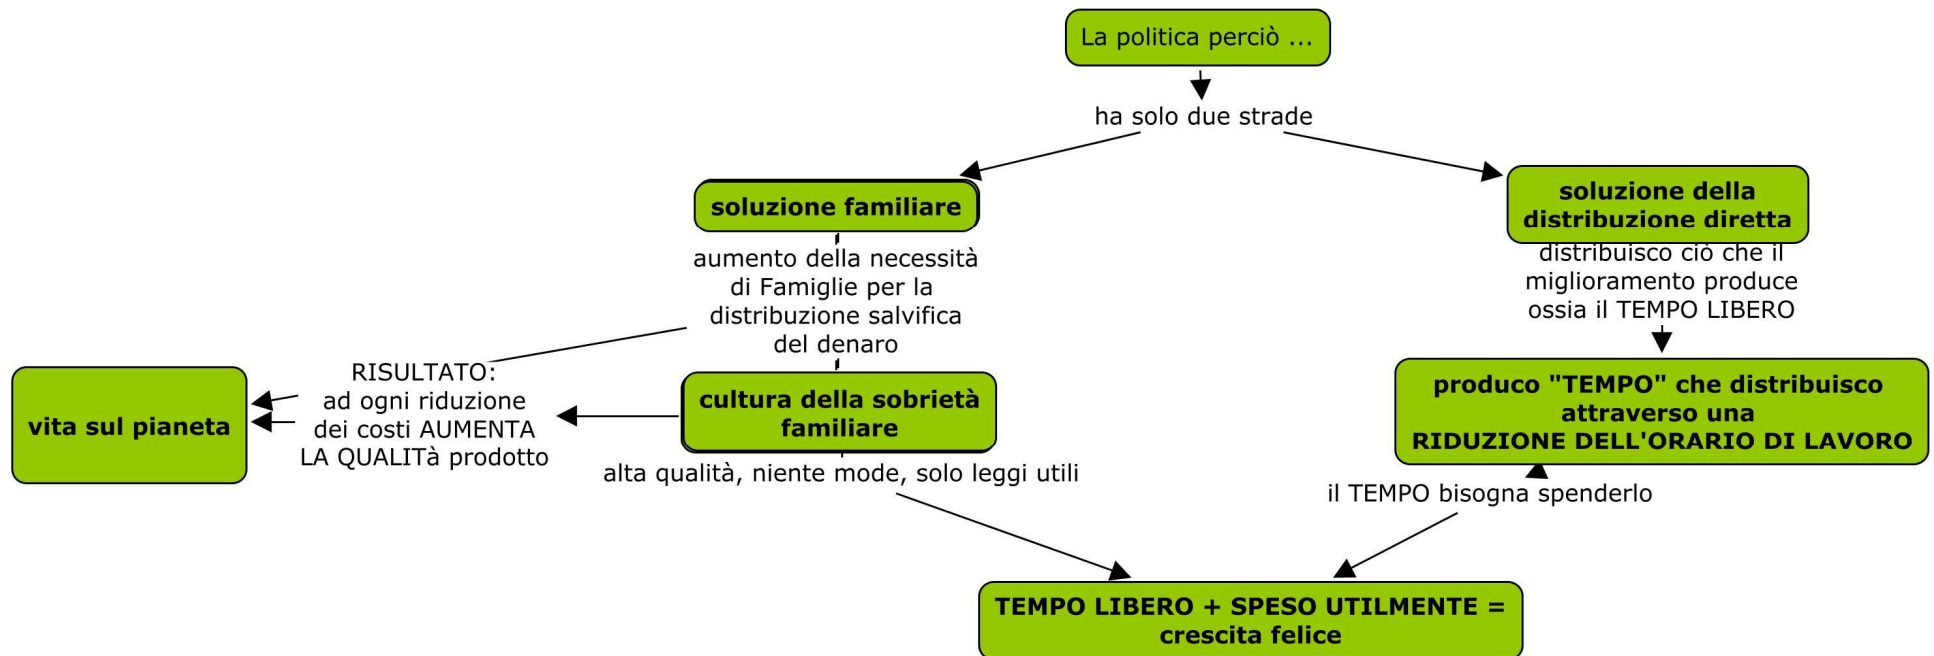 La politica perciò ...
ha solo due strade
soluzione familiare
soluzione della
distribuzione diretta
aumento della necessità
di Famiglie per la
distribuzione salvifica
del denaro
distribuisco ciò che il
miglioramento produce
ossia il TEMPO LIBERO
vita sul pianeta
RISULTATO:
ad ogni riduzione
dei costi AUMENTA
LA QUALITà prodotto
cultura della sobrietà
familiare
produco "TEMPO" che distribuisco
attraverso una
RIDUZIONE DELL'ORARIO DI LAVORO
alta qualità, niente mode, solo leggi utili
il TEMPO bisogna spenderlo
TEMPO LIBERO + SPESO UTILMENTE =
crescita felice